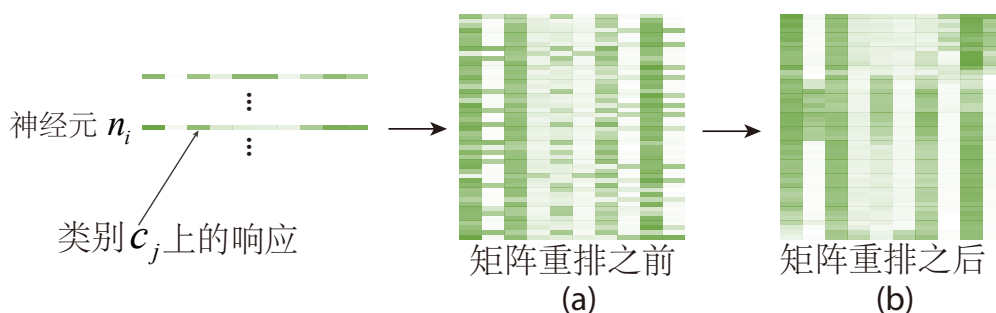 神经元 n_i
类别 c_j 上的响应
矩阵重排之前
(a)
矩阵重排之后
(b)